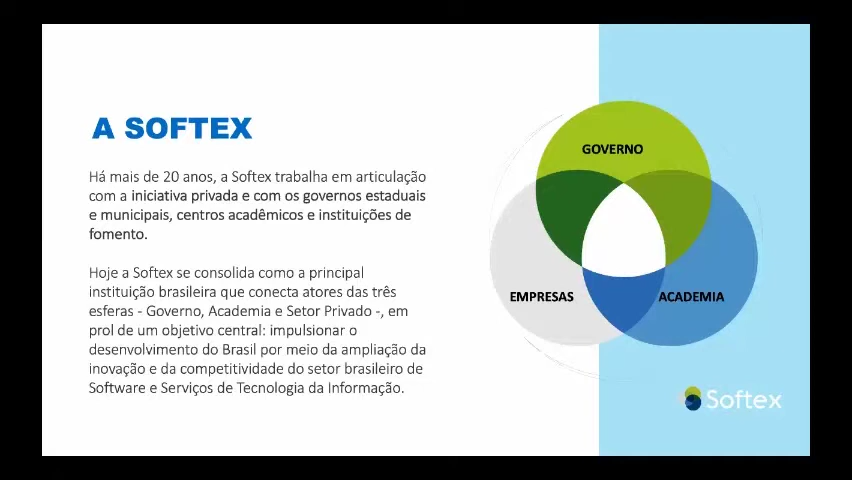 A SOFTEX
Há mais de 20 anos, a Softex trabalha em articulação
com a iniciativa privada e com os governos estaduais
e municipais, centros acadêmicos e instituições de
fomento.
Hoje a Softex se consolida como a principal
instituição brasileira que conecta atores das três
esferas - Governo, Academia e Setor Privado -, em
prol de um objetivo central: impulsionar o
desenvolvimento do Brasil por meio da ampliação da
inovação e da competitividade do setor brasileiro de
Software e Serviços de Tecnologia da Informação.
GOVERNO
EMPRESAS
ACADEMIA
Softex